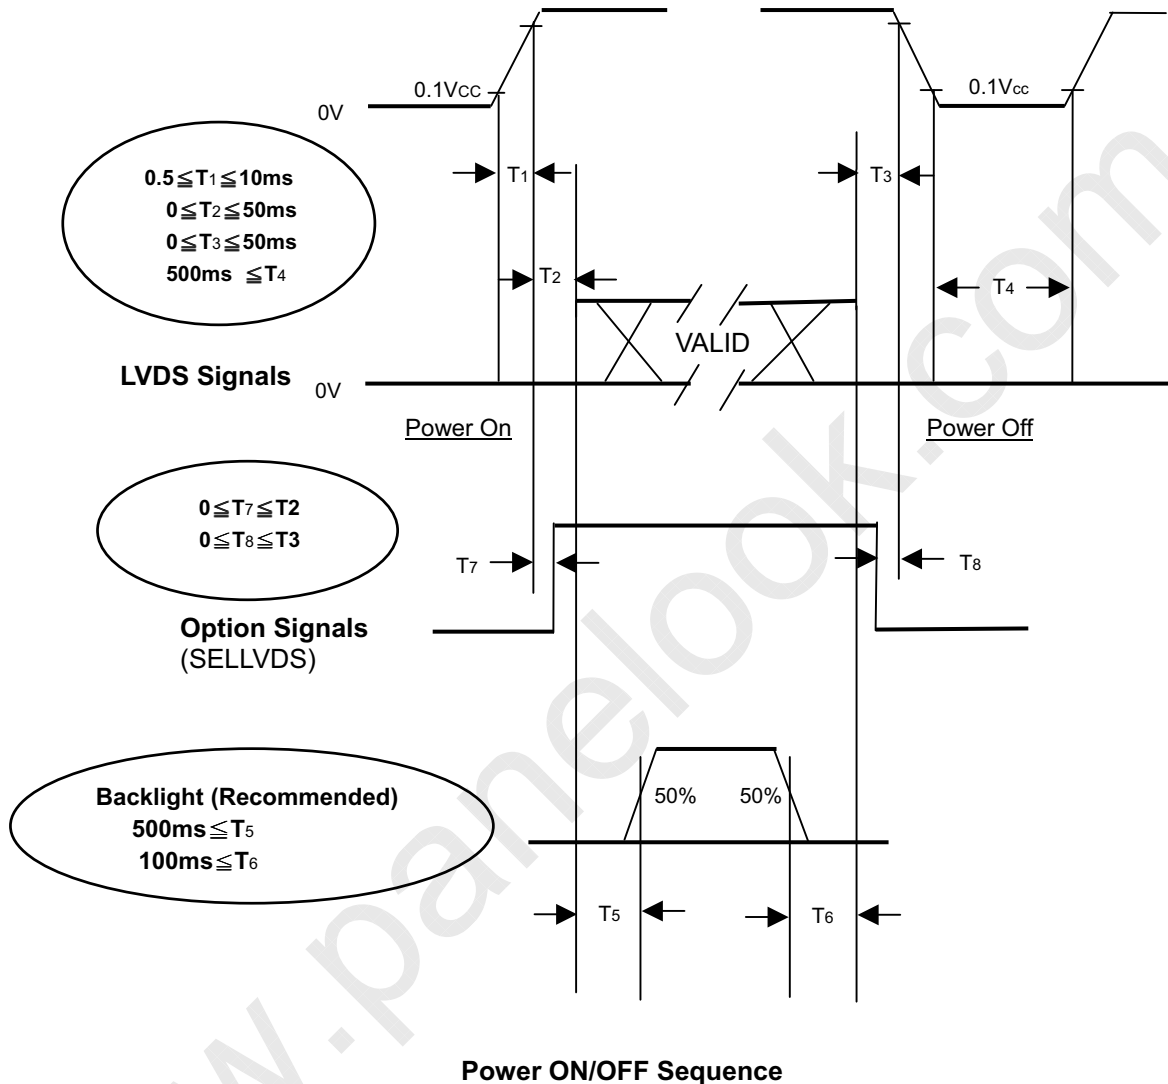 0.1Vcc
0.1Vcc
0V
0.5≦T1≦10ms
0≦T2≦50ms
0≦T3≦50ms
500ms ≦T4
T1
T3
T2
T4
VALID
LVDS Signals
0V
Power On
Power Off
0≦T7≦T2
0≦T8≦T3
T7
T8
Option Signals
(SELLVDS)
Backlight (Recommended)
500ms≦T5
100ms≦T6
50%
50%
T5
T6
Power ON/OFF Sequence
w.panelook.com